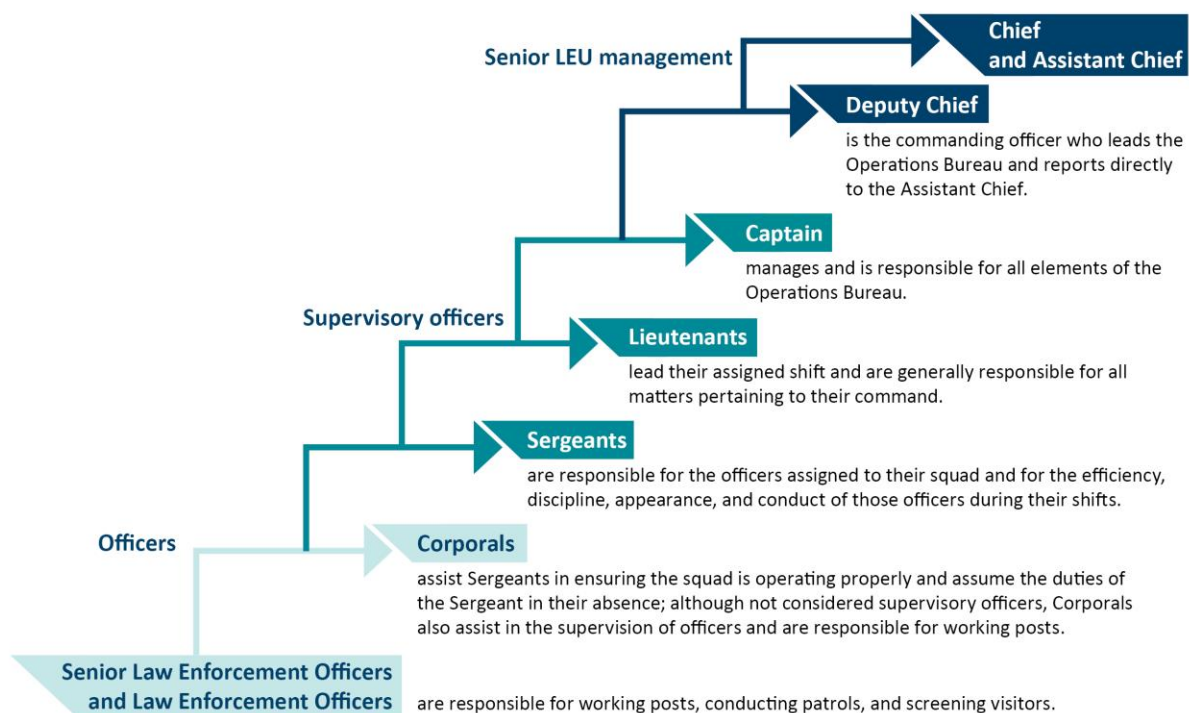 Chief
and Assistant Chief
Senior LEU management
Deputy Chief
is the commanding officer who leads the
Operations Bureau and reports directly
to the Assistant Chief.
Captain
manages and is responsible for all elements of the
Operations Bureau.
Supervisory officers
Lieutenants
lead their assigned shift and are generally responsible for all
matters pertaining to their command.
Sergeants
are responsible for the officers assigned to their squad and for the efficiency,
discipline, appearance, and conduct of those officers during their shifts.
Officers
Corporals
assist Sergeants in ensuring the squad is operating properly and assume the duties of
the Sergeant in their absence; although not considered supervisory officers, Corporals
also assist in the supervision of officers and are responsible for working posts.
Senior Law Enforcement Officers
and Law Enforcement Officers
are responsible for working posts, conducting patrols, and screening visitors.